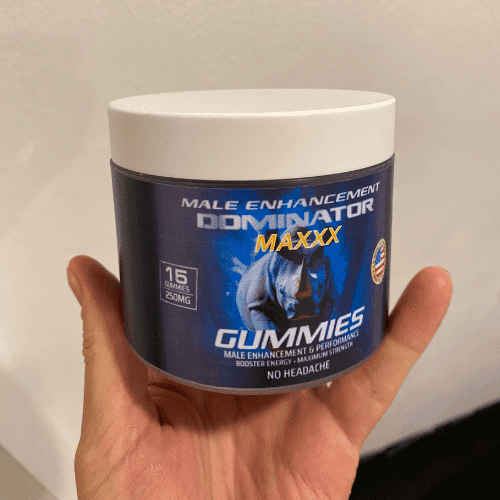 MALE ENHANCEMENT
DOMINATOR
MAXXX
15
GUMMIES
250MG
GUMMIES
MALE ENHANCEMENT & PERFORMANCE
BOOSTER ENERGY • MAXIMUM STRENGTH
NO HEADACHE